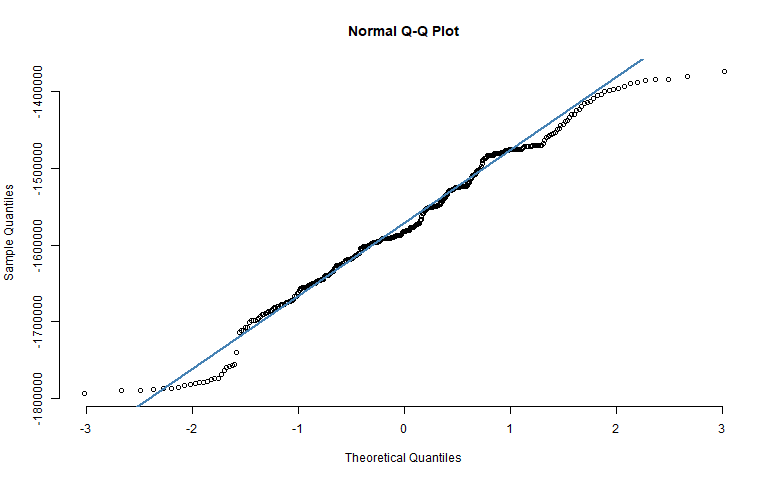 Normal Q-Q Plot
Sample Quantiles
-1400000
-1500000
-1600000
-1700000
-1800000
-3 -2 -1 0 1 2 3
Theoretical Quantiles